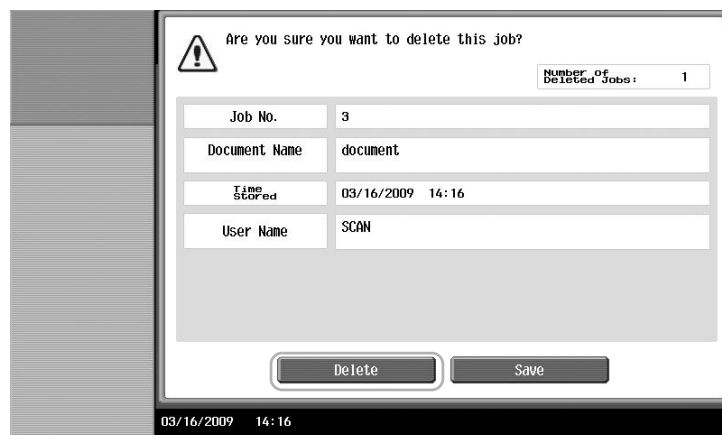 Are you sure you want to delete this job?
Number of
Deleted Jobs: 1
Job No. 3
Document Name document
Time
Stored 03/16/2009 14:16
User Name SCAN
Delete Save
03/16/2009 14:16